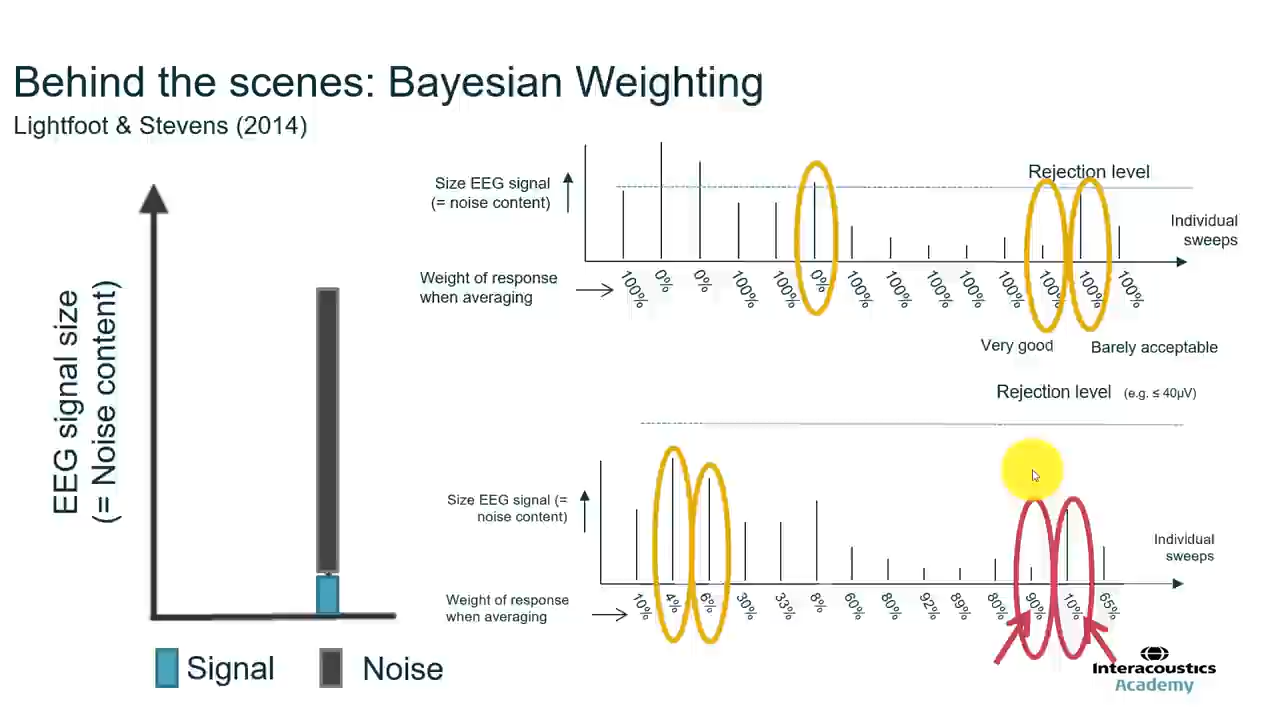 Behind the scenes: Bayesian Weighting
Lightfoot & Stevens (2014)
EEG signal size
(= Noise content)
Signal
Noise
Size EEG signal
(= noise content)
Rejection level
Individual
sweeps
Weight of response
when averaging
100% 0% 0% 100% 100% 0% 100% 100% 100% 100% 100% 100% 100% 100%
Very good
Barely acceptable
Rejection level (e.g. ≤ 40µV)
Size EEG signal (=
noise content)
Individual
sweeps
Weight of response
when averaging
10% 4% 6% 30% 33% 8% 60% 80% 92% 89% 80% 90% 10% 65%
Interacoustics
Academy